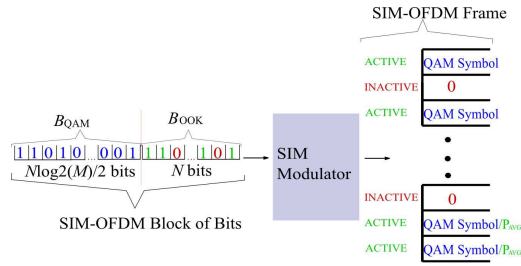 SIM-OFDM Frame
ACTIVE QAM Symbol
INACTIVE 0
ACTIVE QAM Symbol
B_QAM B_OOK
1 1 0 1 0 ... 0 0 1 1 1 0 ... 1 0 1
Nlog2(M)/2 bits N bits
SIM-OFDM Block of Bits
SIM
Modulator
INACTIVE 0
ACTIVE QAM Symbol/P_AVG
ACTIVE QAM Symbol/P_AVG